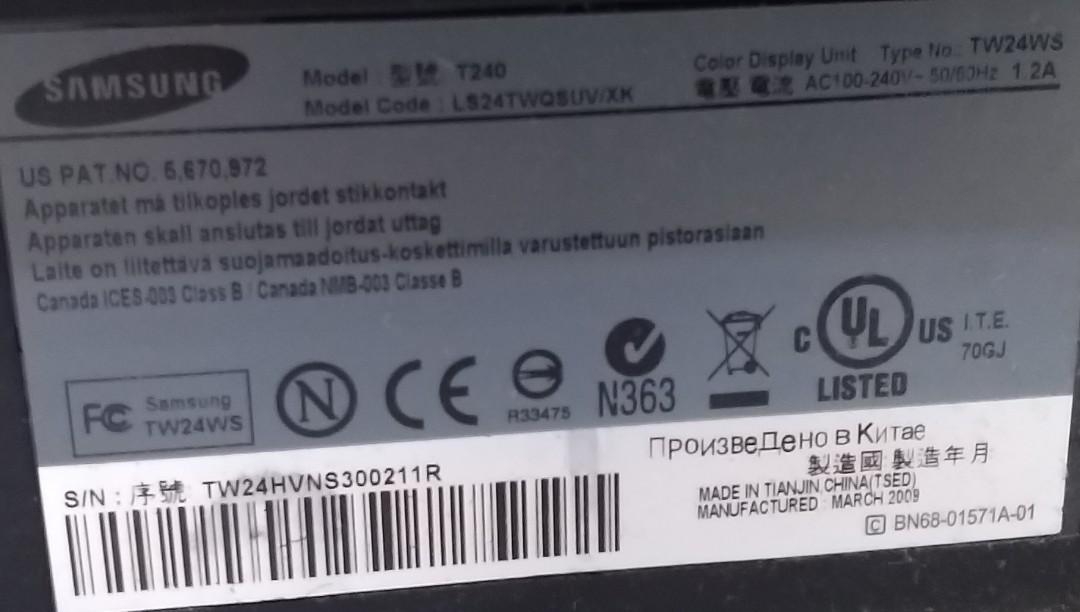 SAMSUNG
Model : 型號 T240
Model Code : LS24TWQSUV/XK
Color Display Unit Type No.: TW24WS
電壓 電流 AC100-240V~ 50/60Hz 1.2A
US PAT.NO. 5,670,972
Apparatet må tilkoples jordet stikkontakt
Apparaten skall anslutas till jordat uttag
Laite on liitettävä suojamaadoitus-koskettimilla varustettuun pistorasiaan
Canada ICES-003 Class B / Canada NMB-003 Classe B
FC Samsung
TW24WS
N
CE
R33475
N363
C UL US
LISTED
I.T.E.
70GJ
S/N : 序號 TW24HVNS300211R
ПроизвеДено в Китае
製造國 製造年月
MADE IN TIANJIN,CHINA(TSED)
MANUFACTURED : MARCH 2009
C BN68-01571A-01